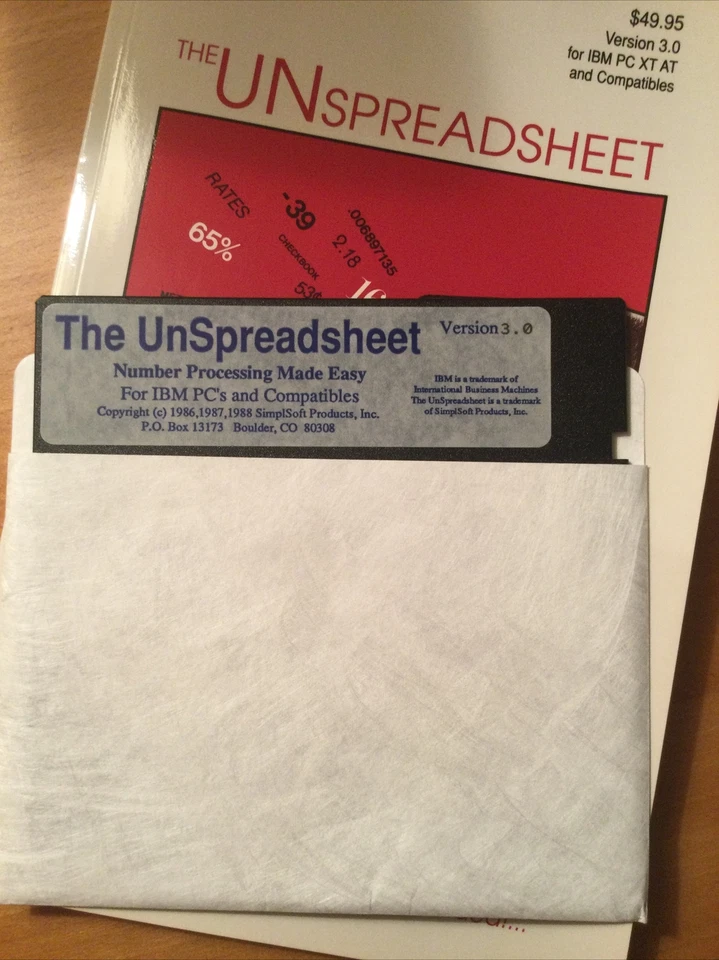 $49.95
Version 3.0
for IBM PC XT AT
and Compatibles
THE UNSPREADSHEET
RATES
-39
.006897135
65%
CHECKBOOK
2.18
53¢
The UnSpreadsheet
Version 3.0
Number Processing Made Easy
For IBM PC's and Compatibles
Copyright (c) 1986,1987,1988 SimplSoft Products, Inc.
P.O. Box 13173 Boulder, CO 80308
IBM is a trademark of
International Business Machines
The UnSpreadsheet is a trademark
of SimplSoft Products, Inc.